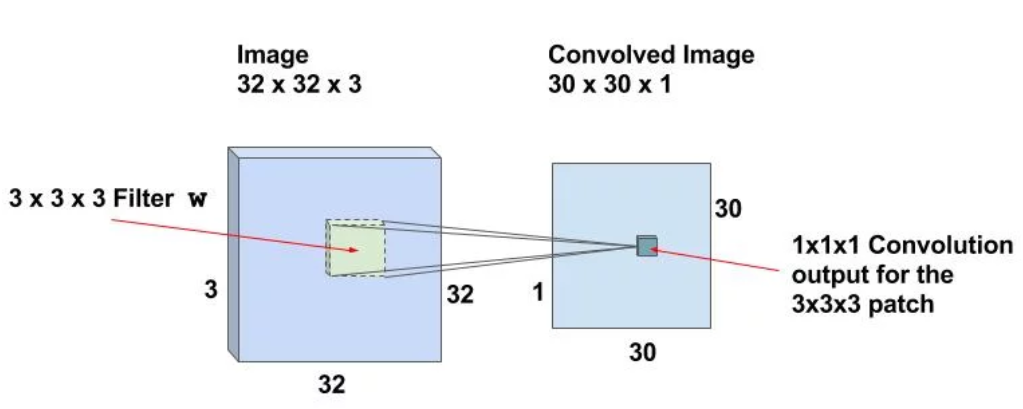 Image
32 x 32 x 3
Convolved Image
30 x 30 x 1
3 x 3 x 3 Filter w
30
1x1x1 Convolution
output for the
3x3x3 patch
3
32
1
30
32